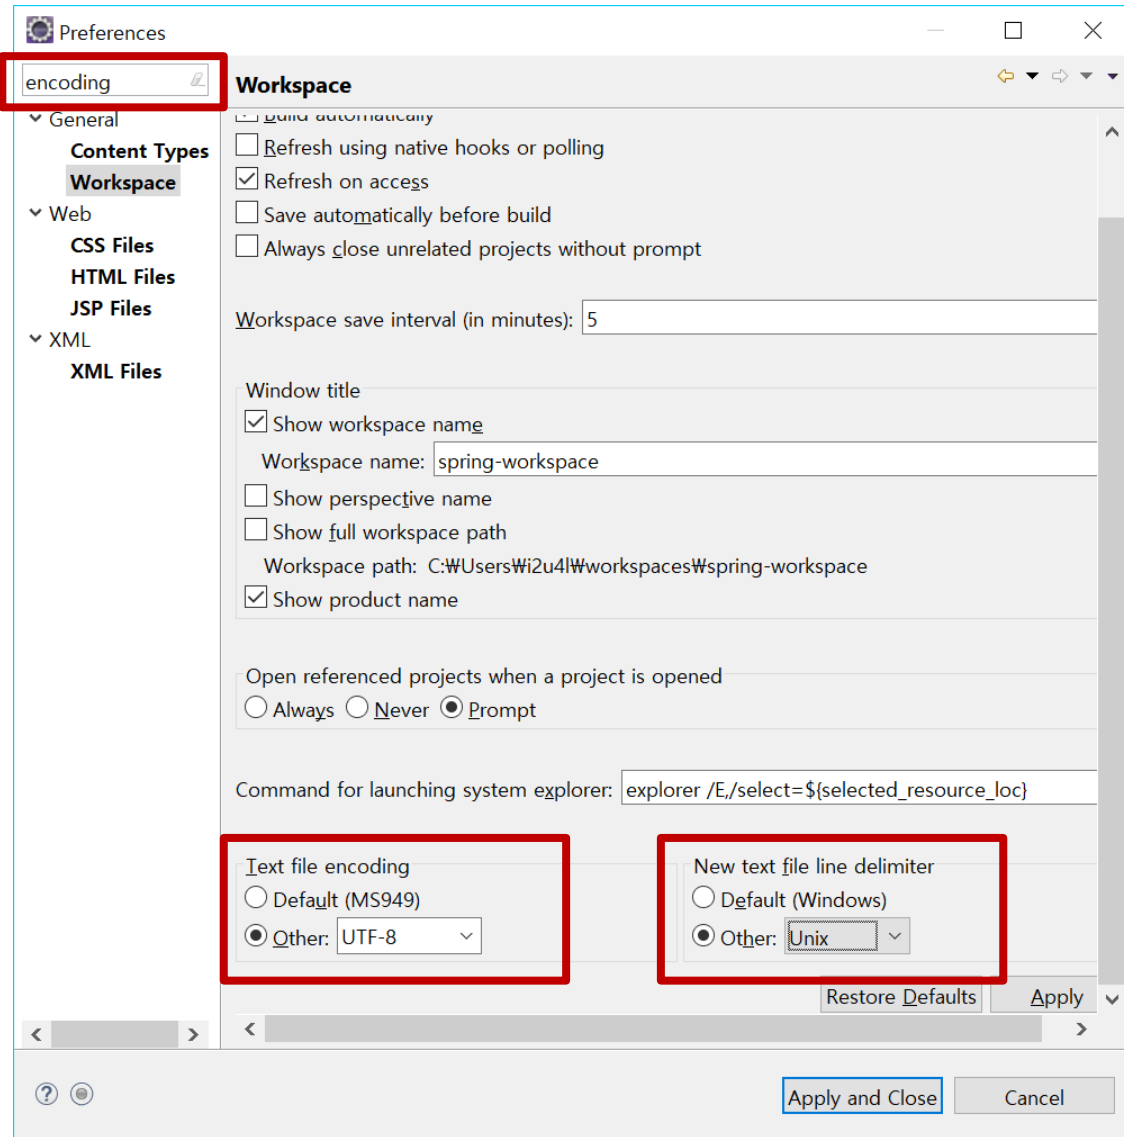 Preferences
encoding
Workspace
General
Content Types
Workspace
Web
CSS Files
HTML Files
JSP Files
XML
XML Files
Build automatically
Refresh using native hooks or polling
Refresh on access
Save automatically before build
Always close unrelated projects without prompt
Workspace save interval (in minutes): 5
Window title
Show workspace name
Workspace name: spring-workspace
Show perspective name
Show full workspace path
Workspace path: C:₩Users₩i2u4l₩workspaces₩spring-workspace
Show product name
Open referenced projects when a project is opened
Always Never Prompt
Command for launching system explorer: explorer /E,/select=${selected_resource_loc}
Text file encoding
Default (MS949)
Other: UTF-8
New text file line delimiter
Default (Windows)
Other: Unix
Restore Defaults Apply
? Apply and Close Cancel